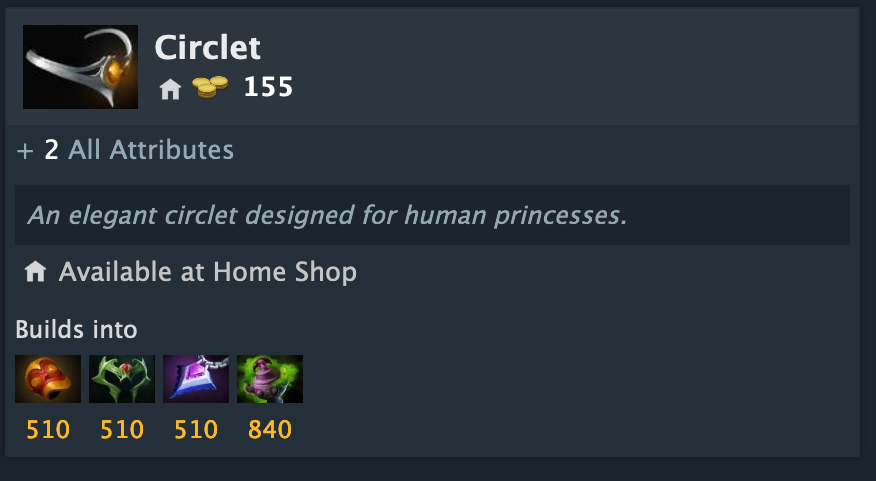 Circlet
155
+ 2 All Attributes
An elegant circlet designed for human princesses.
Available at Home Shop
Builds into
510 510 510 840